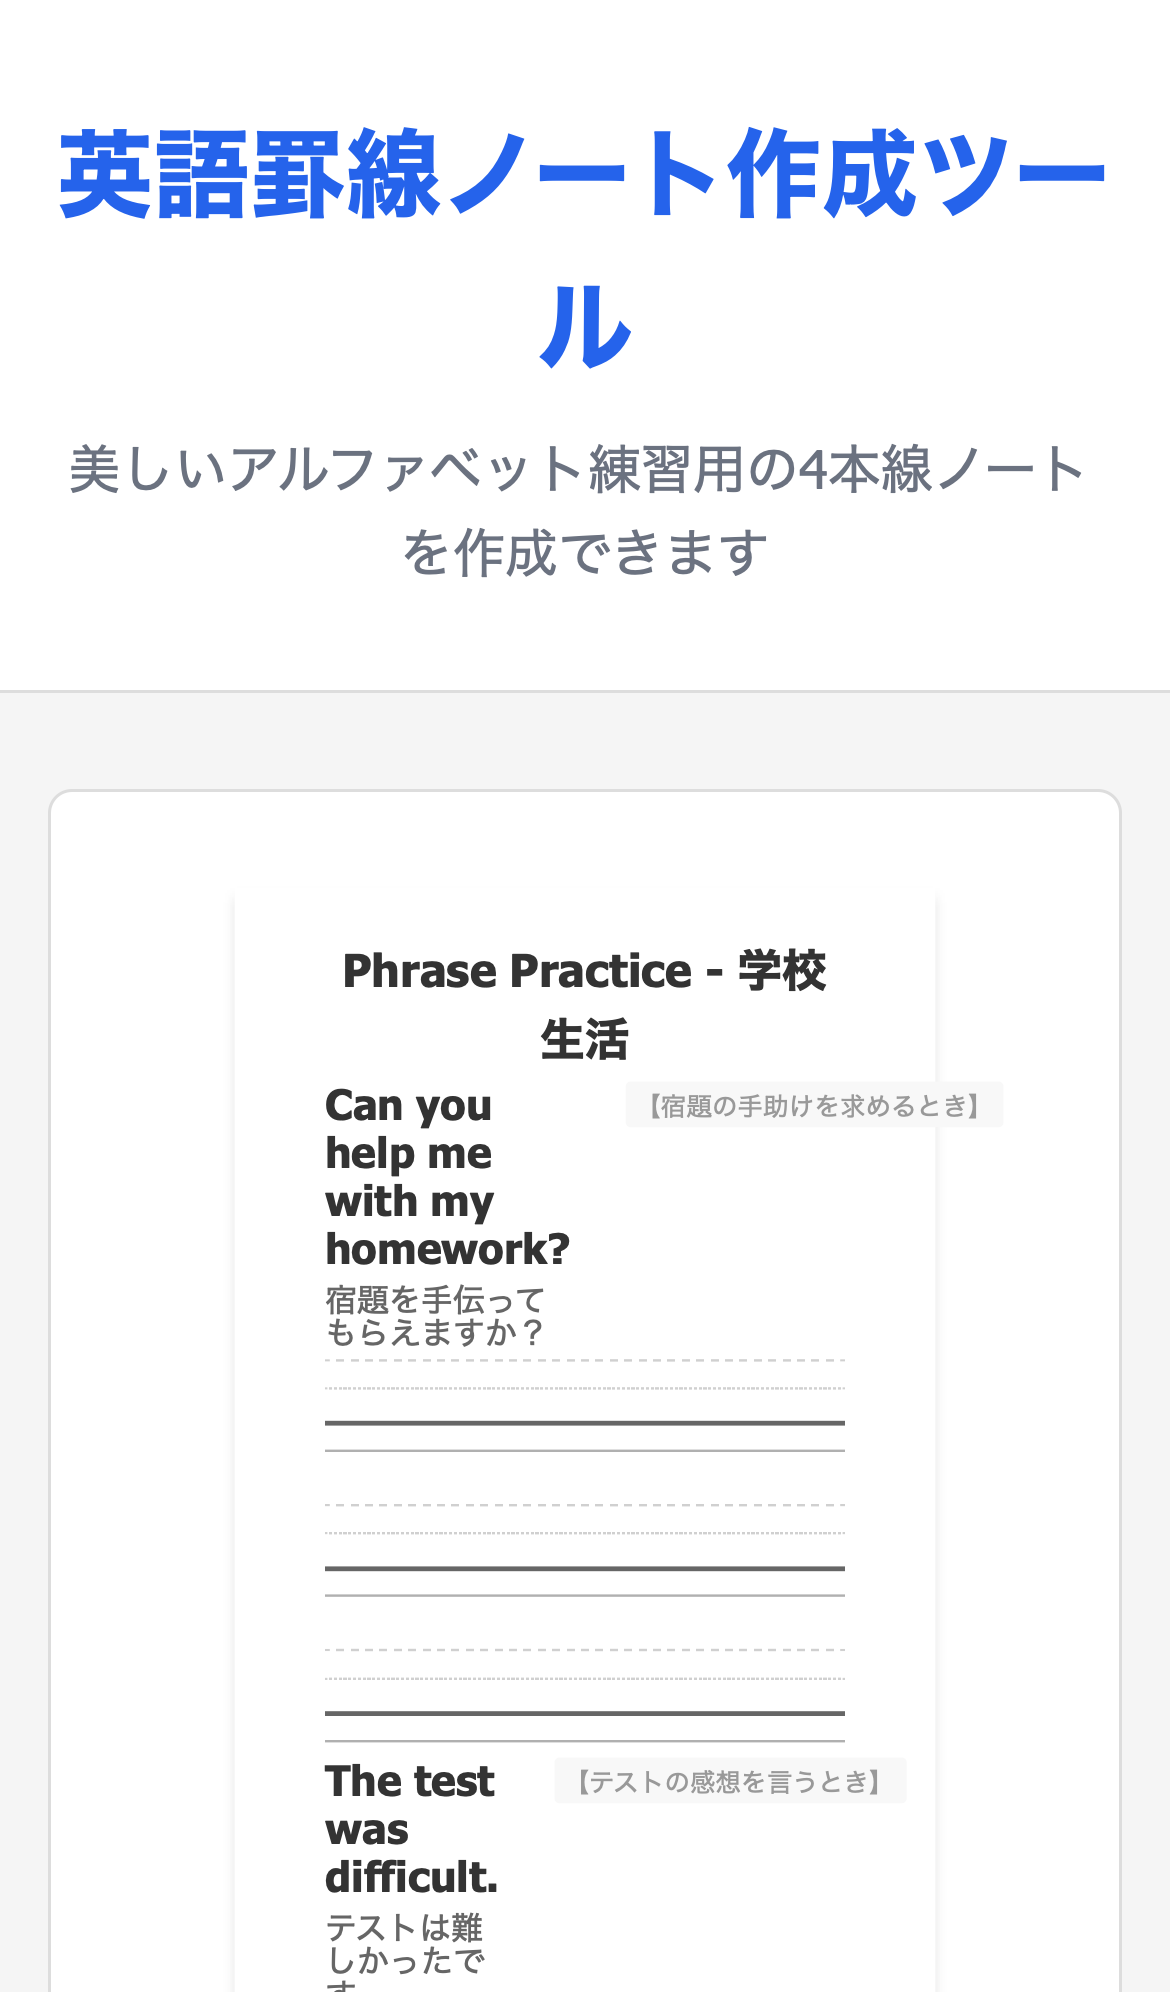 英語罫線ノート作成ツー
ル
美しいアルファベット練習用の4本線ノート
を作成できます
Phrase Practice - 学校
生活
Can you
help me
with my
homework?
【宿題の手助けを求めるとき】
宿題を手伝って
もらえますか？
The test
was
difficult.
【テストの感想を言うとき】
テストは難
しかったで
す